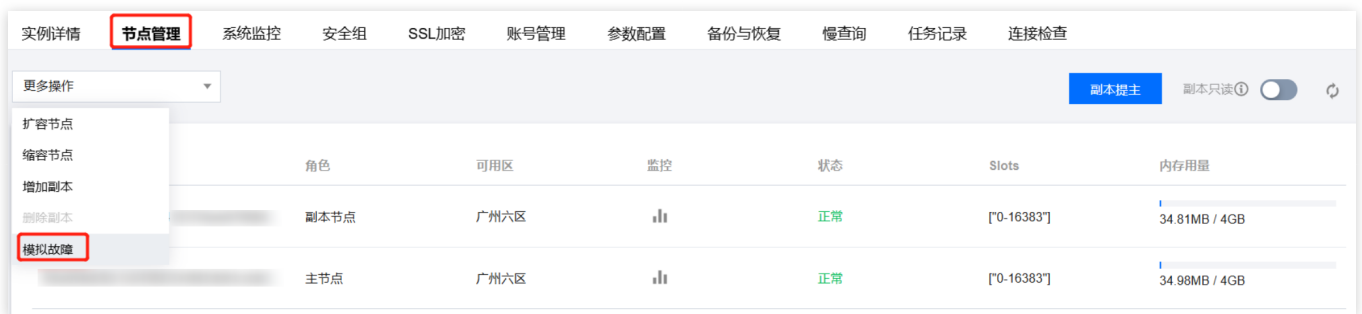 实例详情 节点管理 系统监控 安全组 SSL加密 账号管理 参数配置 备份与恢复 慢查询 任务记录 连接检查
更多操作 副本提主 副本只读
扩容节点
缩容节点
增加副本
删除副本
模拟故障
角色 可用区 监控 状态 Slots 内存用量
副本节点 广州六区 正常 ["0-16383"] 34.81MB / 4GB
主节点 广州六区 正常 ["0-16383"] 34.98MB / 4GB